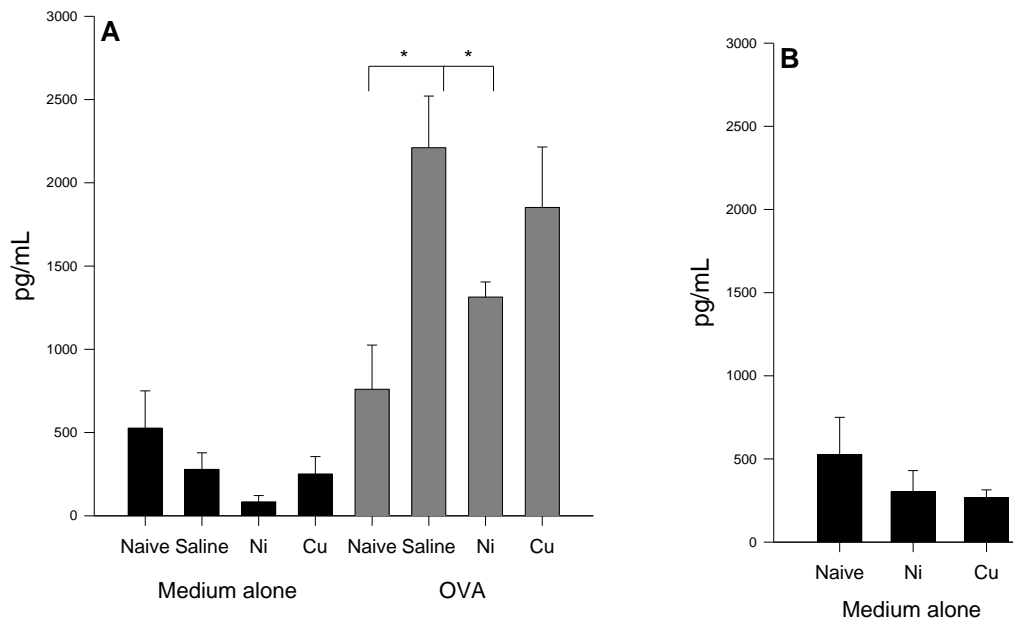 A
3000
2500
2000
1500
1000
500
0
pg/mL
* *
Naive Saline Ni Cu Naive Saline Ni Cu
Medium alone OVA
B
3000
2500
2000
1500
1000
500
0
pg/mL
Naive Ni Cu
Medium alone